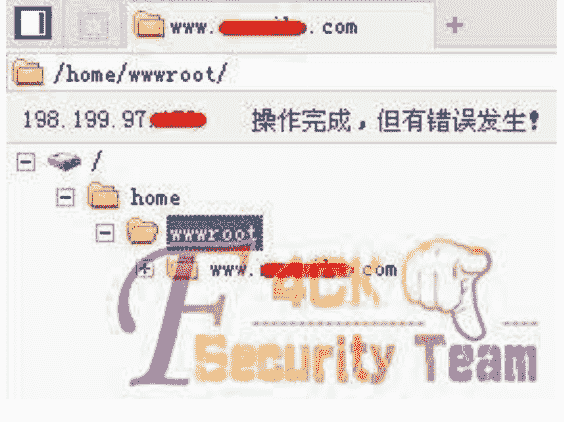 www. . com
/home/wwwroot/
198.199.97.
操作完成，但有错误发生!
/
home
wwwroot
www. com
F4CK
Security Team